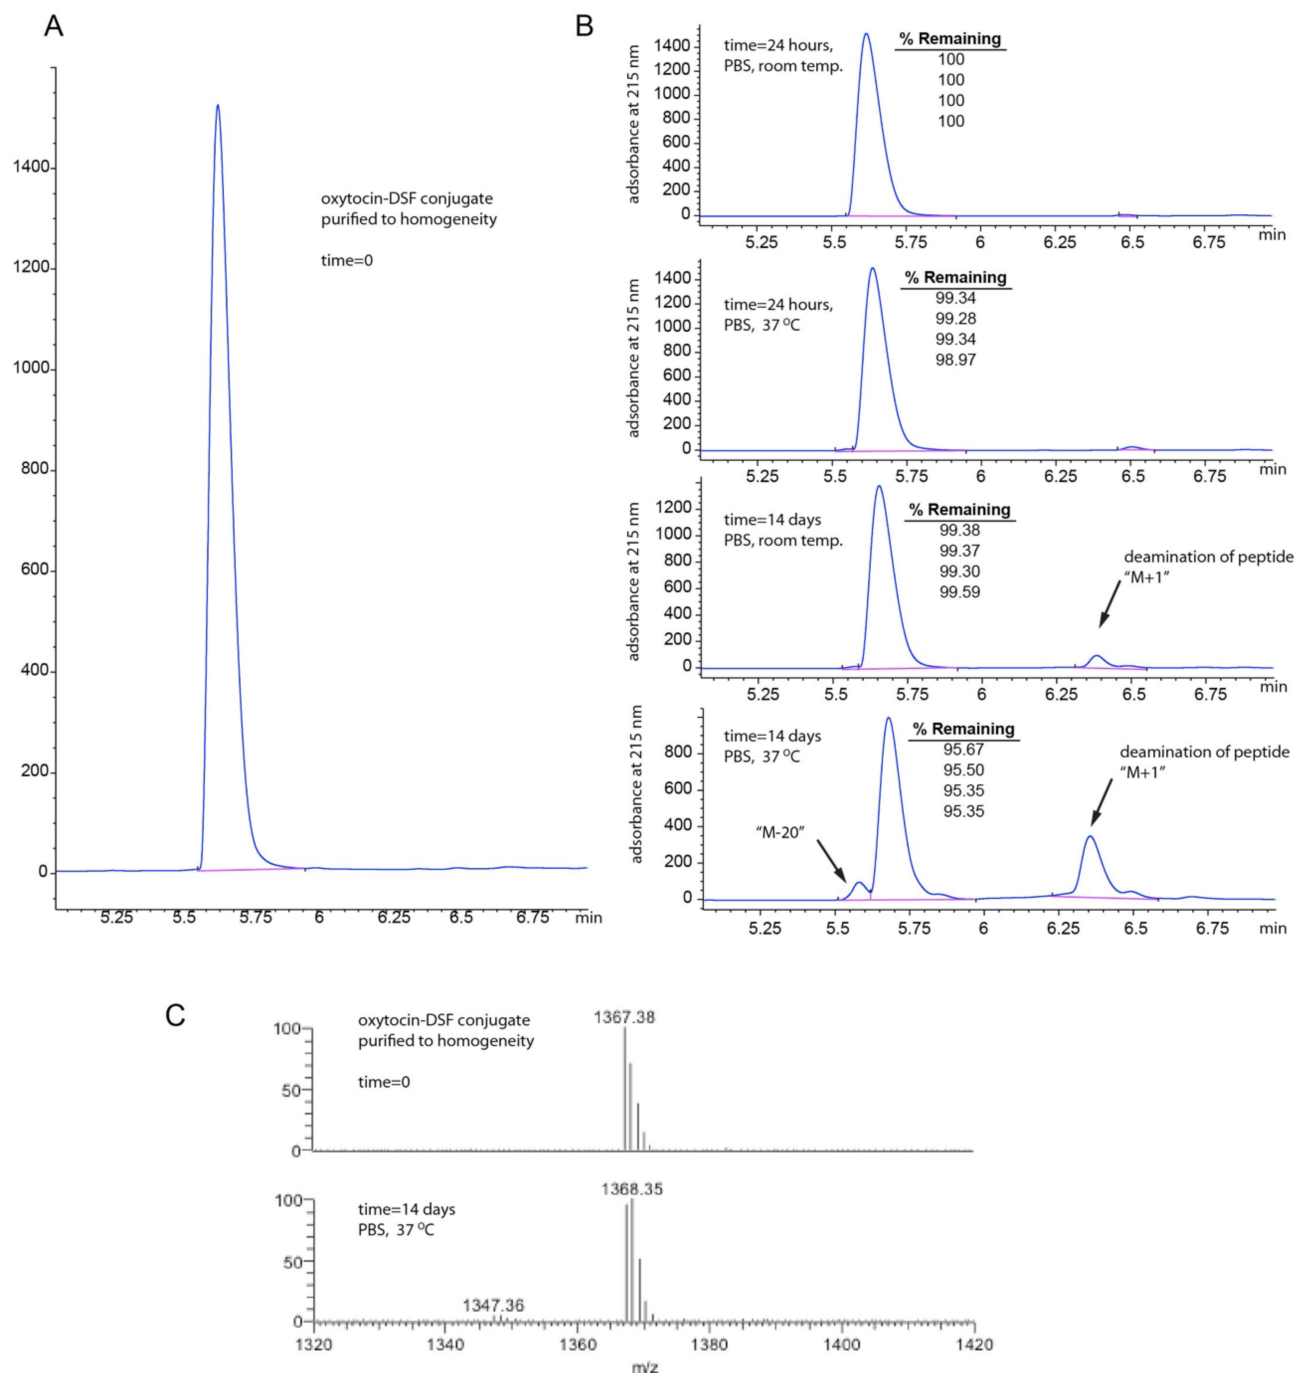 A
1400
1200
1000
800
600
400
200
0
5.25
5.5
5.75
6
6.25
6.5
6.75
min
oxytocin-DSF conjugate
purified to homogeneity
time=0
B
adsorbance at 215 nm
1400
1200
1000
800
600
400
200
0
time=24 hours,
PBS, room temp.
% Remaining
100
100
100
100
5.25
5.5
5.75
6
6.25
6.5
6.75
min
adsorbance at 215 nm
1400
1200
1000
800
600
400
200
0
time=24 hours,
PBS, 37 °C
% Remaining
99.34
99.28
99.34
98.97
5.25
5.5
5.75
6
6.25
6.5
6.75
min
adsorbance at 215 nm
1200
1000
800
600
400
200
0
time=14 days
PBS, room temp.
% Remaining
99.38
99.37
99.30
99.59
deamination of peptide
“M+1”
5.25
5.5
5.75
6
6.25
6.5
6.75
min
adsorbance at 215 nm
800
600
400
200
0
time=14 days
PBS, 37 °C
% Remaining
95.67
95.50
95.35
95.35
“M-20”
deamination of peptide
“M+1”
5.25
5.5
5.75
6
6.25
6.5
6.75
min
C
oxytocin-DSF conjugate
purified to homogeneity
time=0
100
50
0
1367.38
time=14 days
PBS, 37 °C
100
50
0
1347.36
1368.35
1320
1340
1360
1380
1400
1420
m/z